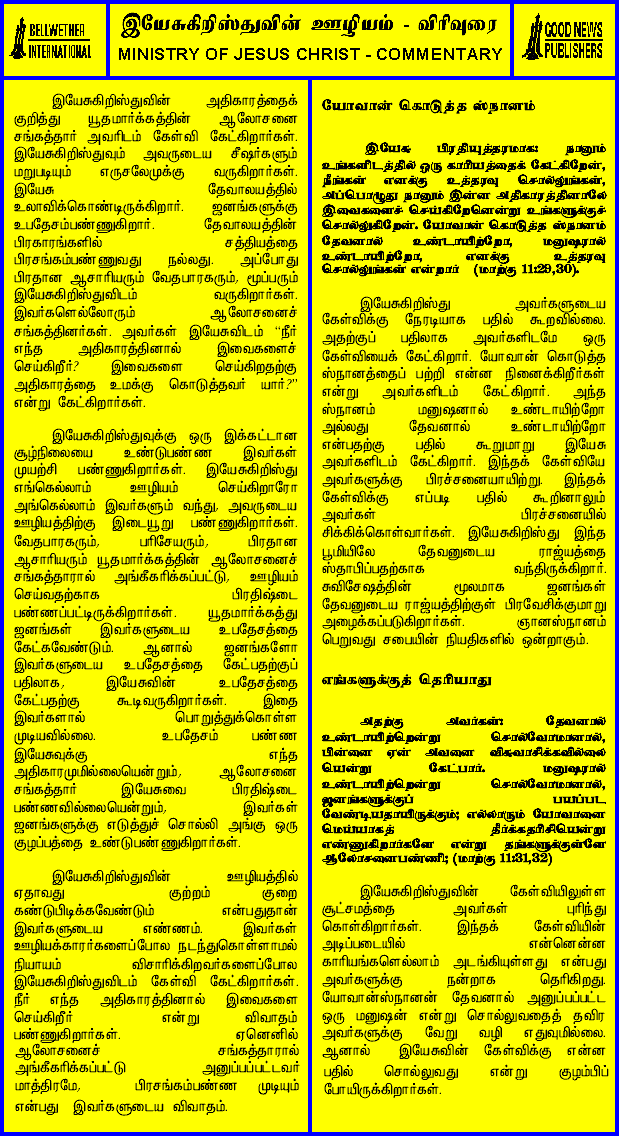 BELLWETHER
INTERNATIONAL
இயேசுகிறிஸ்துவின் ஊழியம் - விரிவுரை
MINISTRY OF JESUS CHRIST - COMMENTARY
GOOD NEWS
PUBLISHERS
இயேசுகிறிஸ்துவின் அதிகாரத்தைக்
குறித்து யூதமார்க்கத்தின் ஆலோசனை
சங்கத்தார் அவரிடம் கேள்வி கேட்கிறார்கள்.
இயேசுகிறிஸ்துவும் அவருடைய சீஷர்களும்
மறுபடியும் எருசலேமுக்கு வருகிறார்கள்.
இயேசு தேவாலயத்தில்
உலாவிக்கொண்டிருக்கிறார். ஜனங்களுக்கு
உபதேசம்பண்ணுகிறார். தேவாலயத்தின்
பிரகாரங்களில் சத்தியத்தை
பிரசங்கம்பண்ணுவது நல்லது. அப்போது
பிரதான ஆசாரியரும் வேதபாரகரும், மூப்பரும்
இயேசுகிறிஸ்துவிடம் வருகிறார்கள்.
இவர்களெல்லோரும் ஆலோசனைச்
சங்கத்தினர்கள். அவர்கள் இயேசுவிடம் “நீர்
எந்த அதிகாரத்தினால் இவைகளைச்
செய்கிறீர்? இவைகளை செய்கிறதற்கு
அதிகாரத்தை உமக்கு கொடுத்தவர் யார்?”
என்று கேட்கிறார்கள்.
இயேசுகிறிஸ்துவுக்கு ஒரு இக்கட்டான
சூழ்நிலையை உண்டுபண்ண இவர்கள்
முயற்சி பண்ணுகிறார்கள். இயேசுகிறிஸ்து
எங்கெல்லாம் ஊழியம் செய்கிறாரோ
அங்கெல்லாம் இவர்களும் வந்து, அவருடைய
ஊழியத்திற்கு இடையூறு பண்ணுகிறார்கள்.
வேதபாரகரும், பரிசேயரும், பிரதான
ஆசாரியரும் யூதமார்க்கத்தின் ஆலோசனைச்
சங்கத்தாரால் அங்கீகரிக்கப்பட்டு, ஊழியம்
செய்வதற்காக பிரதிஷ்டை
பண்ணப்பட்டிருக்கிறார்கள். யூதமார்க்கத்து
ஜனங்கள் இவர்களுடைய உபதேசத்தை
கேட்கவேண்டும். ஆனால் ஜனங்களோ
இவர்களுடைய உபதேசத்தை கேட்பதற்குப்
பதிலாக, இயேசுவின் உபதேசத்தை
கேட்பதற்கு கூடிவருகிறார்கள். இதை
இவர்களால் பொறுத்துக்கொள்ள
முடியவில்லை. உபதேசம் பண்ண
இயேசுவுக்கு எந்த
அதிகாரமுமில்லையென்றும், ஆலோசனை
சங்கத்தார் இயேசுவை பிரதிஷ்டை
பண்ணவில்லையென்றும், இவர்கள்
ஜனங்களுக்கு எடுத்துச் சொல்லி அங்கு ஒரு
குழப்பத்தை உண்டுபண்ணுகிறார்கள்.
இயேசுகிறிஸ்துவின் ஊழியத்தில்
ஏதாவது குற்றம் குறை
கண்டுபிடிக்கவேண்டும் என்பதுதான்
இவர்களுடைய எண்ணம். இவர்கள்
ஊழியக்காரர்களைப்போல நடந்துகொள்ளாமல்
நியாயம் விசாரிக்கிறவர்களைப்போல
இயேசுகிறிஸ்துவிடம் கேள்வி கேட்கிறார்கள்.
நீர் எந்த அதிகாரத்தினால் இவைகளை
செய்கிறீர் என்று விவாதம்
பண்ணுகிறார்கள். ஏனெனில்
ஆலோசனைச் சங்கத்தாரால்
அங்கீகரிக்கப்பட்டு அனுப்பப்பட்டவர்
மாத்திரமே, பிரசங்கம்பண்ண முடியும்
என்பது இவர்களுடைய விவாதம்.
யோவான் கொடுத்த ஸ்நானம்
இயேசு பிரதியுத்தரமாக: நானும்
உங்களிடத்தில் ஒரு காரியத்தைக் கேட்கிறேன்,
நீங்கள் எனக்கு உத்தரவு சொல்லுங்கள்,
அப்பொழுது நானும் இன்ன அதிகாரத்தினாலே
இவைகளைச் செய்கிறேனென்று உங்களுக்குச்
சொல்லுகிறேன். யோவான் கொடுத்த ஸ்நானம்
தேவனால் உண்டாயிற்றோ, மனுஷரால்
உண்டாயிற்றோ, எனக்கு உத்தரவு
சொல்லுங்கள் என்றார் (மாற்கு 11:29,30).
இயேசுகிறிஸ்து அவர்களுடைய
கேள்விக்கு நேரடியாக பதில் கூறவில்லை.
அதற்குப் பதிலாக அவர்களிடமே ஒரு
கேள்வியைக் கேட்கிறார். யோவான் கொடுத்த
ஸ்நானத்தைப் பற்றி என்ன நினைக்கிறீர்கள்
என்று அவர்களிடம் கேட்கிறார். அந்த
ஸ்நானம் மனுஷனால் உண்டாயிற்றோ
அல்லது தேவனால் உண்டாயிற்றோ
என்பதற்கு பதில் கூறுமாறு இயேசு
அவர்களிடம் கேட்கிறார். இந்தக் கேள்வியே
அவர்களுக்கு பிரச்சனையாயிற்று. இந்தக்
கேள்விக்கு எப்படி பதில் கூறினாலும்
அவர்கள் பிரச்சனையில்
சிக்கிக்கொள்வார்கள். இயேசுகிறிஸ்து இந்த
பூமியிலே தேவனுடைய ராஜ்யத்தை
ஸ்தாபிப்பதற்காக வந்திருக்கிறார்.
சுவிசேஷத்தின் மூலமாக ஜனங்கள்
தேவனுடைய ராஜ்யத்திற்குள் பிரவேசிக்குமாறு
அழைக்கப்படுகிறார்கள். ஞானஸ்நானம்
பெறுவது சபையின் நியதிகளில் ஒன்றாகும்.
எங்களுக்குத் தெரியாது
அதற்கு அவர்கள்: தேவனால்
உண்டாயிற்றென்று சொல்வோமானால்,
பின்னை ஏன் அவனை விசுவாசிக்கவில்லை
யென்று கேட்பார். மனுஷரால்
உண்டாயிற்றென்று சொல்வோமானால்,
ஜனங்களுக்குப் பயப்பட
வேண்டியதாயிருக்கும்; எல்லாரும் யோவானை
மெய்யாகத் தீர்க்கதரிசியென்று
எண்ணுகிறார்களே என்று தங்களுக்குள்ளே
ஆலோசனைபண்ணி; (மாற்கு 11:31,32)
இயேசுகிறிஸ்துவின் கேள்வியிலுள்ள
சூட்சமத்தை அவர்கள் புரிந்து
கொள்கிறார்கள். இந்தக் கேள்வியின்
அடிப்படையில் என்னென்ன
காரியங்களெல்லாம் அடங்கியுள்ளது என்பது
அவர்களுக்கு நன்றாக தெரிகிறது.
யோவான்ஸ்நானன் தேவனால் அனுப்பப்பட்ட
ஒரு மனுஷன் என்று சொல்லுவதைத் தவிர
அவர்களுக்கு வேறு வழி எதுவுமில்லை.
ஆனால் இயேசுவின் கேள்விக்கு என்ன
பதில் சொல்லுவது என்று குழம்பிப்
போயிருக்கிறார்கள்.